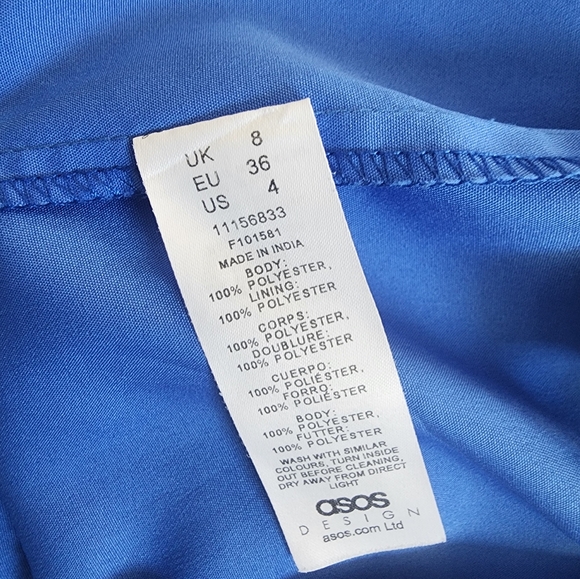 UK 8
EU 36
US 4
11156833
F101581
MADE IN INDIA
BODY:
100% POLYESTER,
LINING:
100% POLYESTER
CORPS:
100% POLYESTER,
DOUBLURE:
100% POLYESTER
CUERPO:
100% POLIÉSTER,
FORRO:
100% POLIÉSTER
BODY:
100% POLYESTER,
FUTTER:
100% POLYESTER
WASH WITH SIMILAR
COLOURS, TURN INSIDE
OUT BEFORE CLEANING,
DRY AWAY FROM DIRECT
LIGHT
asos
DESIGN
asos.com Ltd